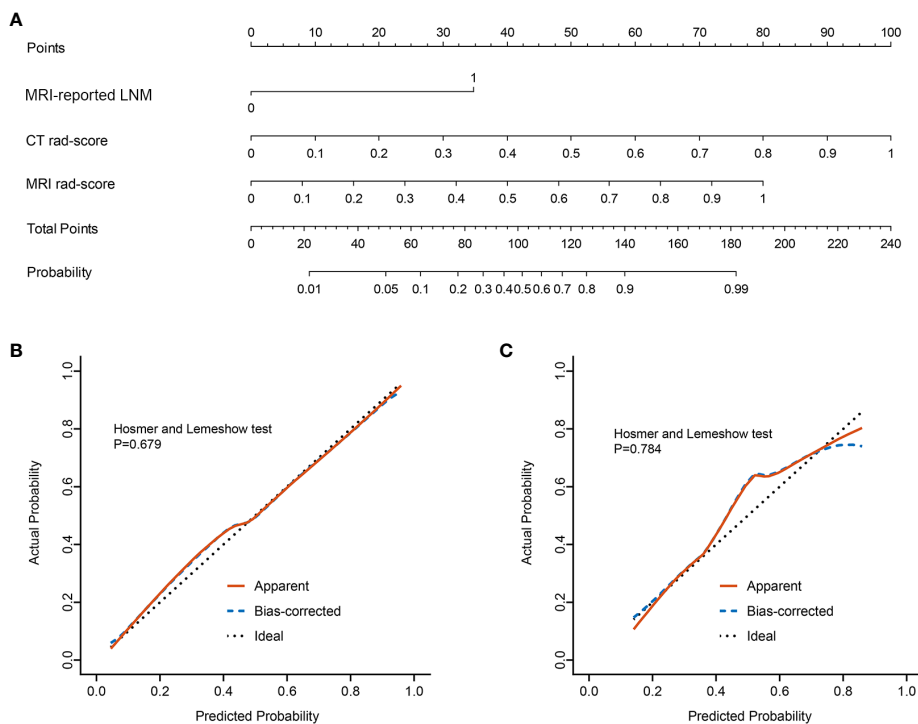 A
Points
0 10 20 30 40 50 60 70 80 90 100
MRI-reported LNM
1
0
CT rad-score
0 0.1 0.2 0.3 0.4 0.5 0.6 0.7 0.8 0.9 1
MRI rad-score
0 0.1 0.2 0.3 0.4 0.5 0.6 0.7 0.8 0.9 1
Total Points
0 20 40 60 80 100 120 140 160 180 200 220 240
Probability
0.01 0.05 0.1 0.2 0.3 0.4 0.5 0.6 0.7 0.8 0.9 0.99
B
Actual Probability
1.0
0.8
0.6
0.4
0.2
0.0
Hosmer and Lemeshow test
P=0.679
Apparent
Bias-corrected
Ideal
0.0 0.2 0.4 0.6 0.8 1.0
Predicted Probability
C
Actual Probability
1.0
0.8
0.6
0.4
0.2
0.0
Hosmer and Lemeshow test
P=0.784
Apparent
Bias-corrected
Ideal
0.0 0.2 0.4 0.6 0.8 1.0
Predicted Probability